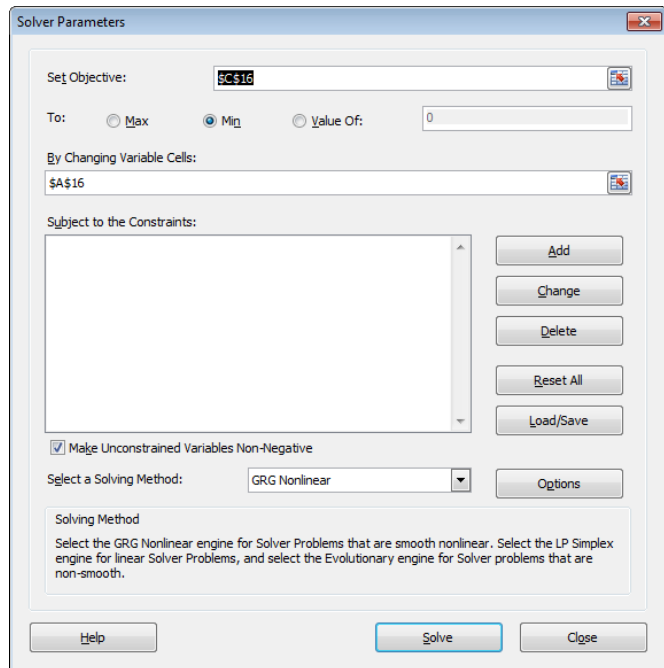 Solver Parameters
Set Objective: $C$16
To: Max Min Value Of: 0
By Changing Variable Cells:
$A$16
Subject to the Constraints:
Add
Change
Delete
Reset All
Load/Save
Make Unconstrained Variables Non-Negative
Select a Solving Method: GRG Nonlinear Options
Solving Method
Select the GRG Nonlinear engine for Solver Problems that are smooth nonlinear. Select the LP Simplex
engine for linear Solver Problems, and select the Evolutionary engine for Solver problems that are
non-smooth.
Help Solve Close